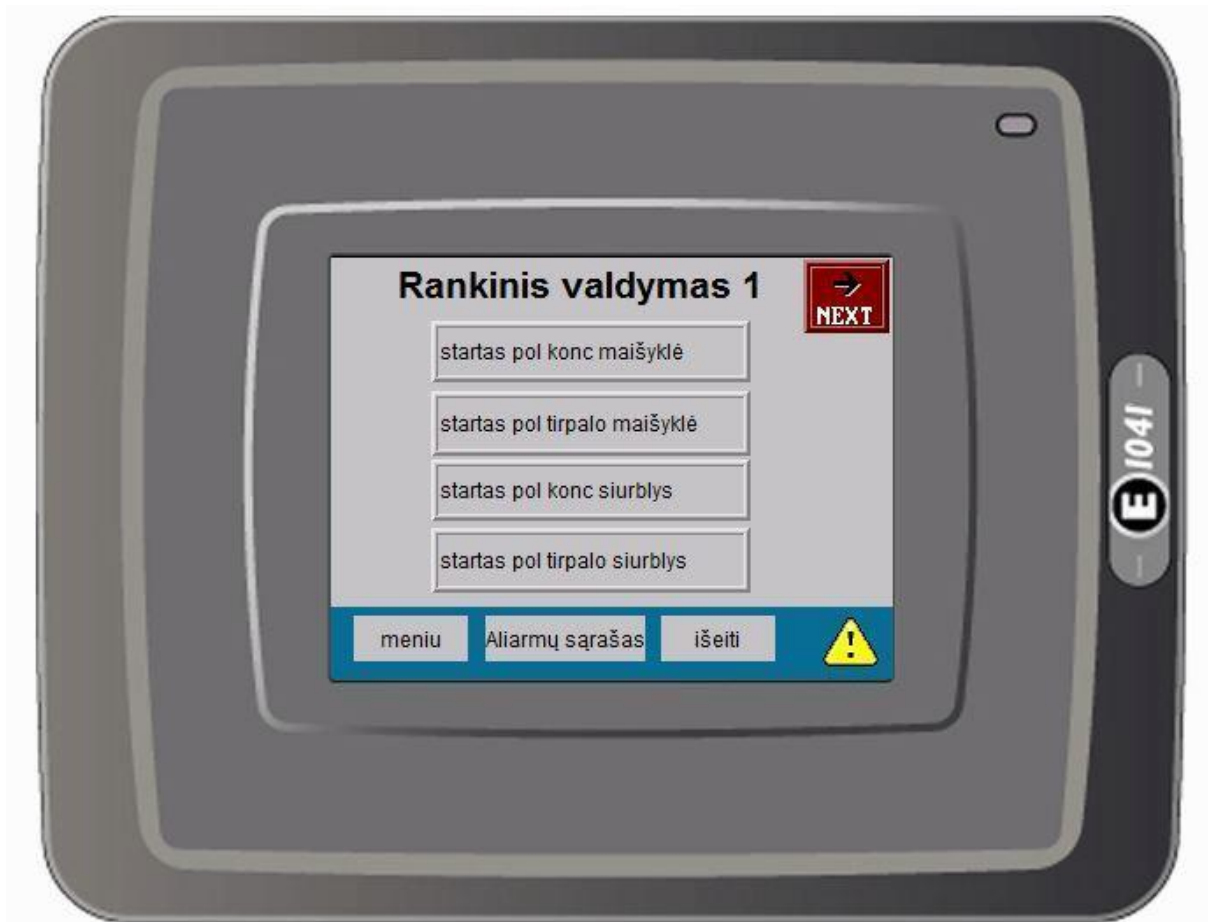 Rankinis valdymas 1
NEXT
startas pol konc maišyklė
startas pol tirpalo maišyklė
startas pol konc siurblys
startas pol tirpalo siurblys
meniu
Aliarmų sąrašas
išeiti
E1041